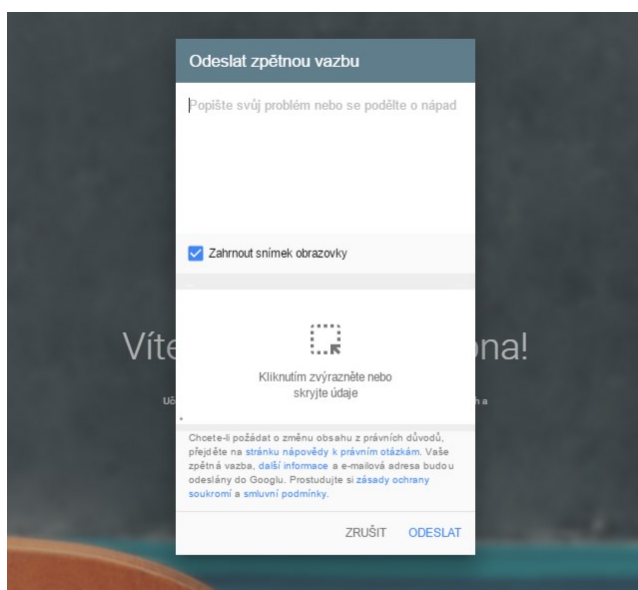 Odeslat zpětnou vazbu
Popište svůj problém nebo se podělte o nápad
Zahrnout snímek obrazovky
Víte
ona!
Kliknutím zvýrazněte nebo
skryjte údaje
Uč
h a
Chcete-li požádat o změnu obsahu z právních důvodů,
přejděte na stránku nápovědy k právním otázkám. Vaše
zpětná vazba, další informace a e-mailová adresa budou
odeslány do Googlu. Prostudujte si zásady ochrany
soukromí a smluvní podmínky.
ZRUŠIT ODESLAT